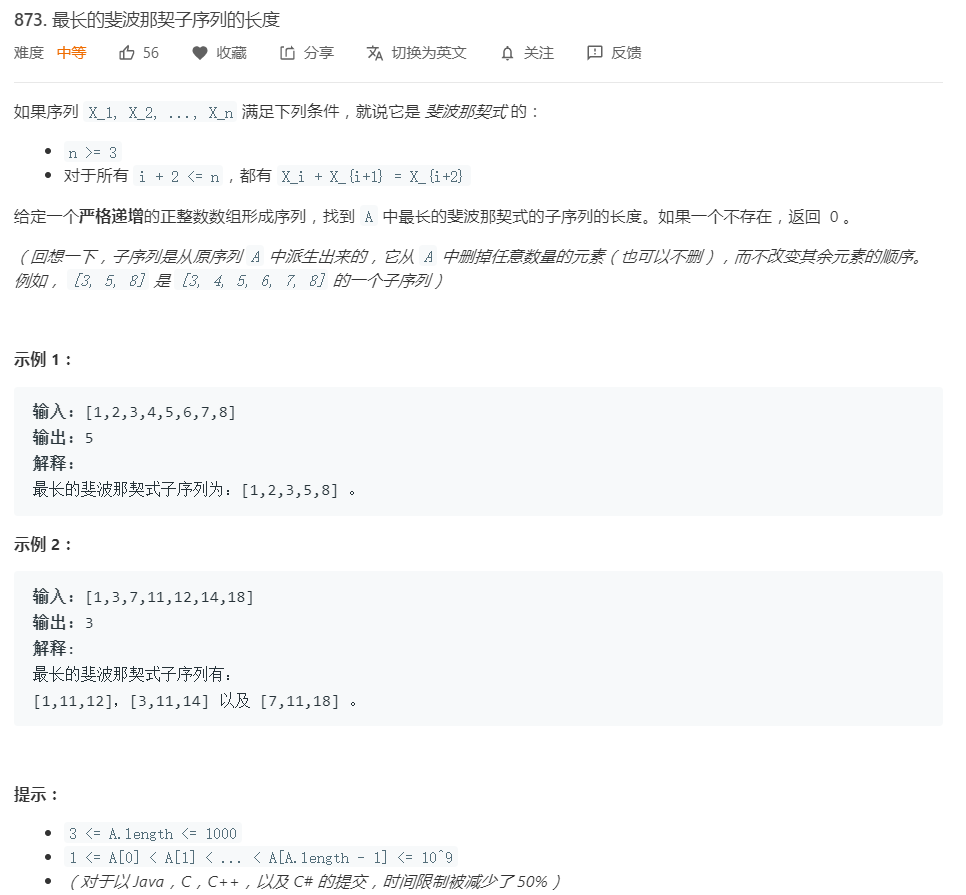 873. 最长的斐波那契子序列的长度
难度 中等 56 收藏 分享 切换为英文 关注 反馈
如果序列 X_1, X_2, ..., X_n 满足下列条件，就说它是 斐波那契式 的：
n >= 3
对于所有 i + 2 <= n，都有 X_i + X_{i+1} = X_{i+2}
给定一个严格递增的正整数数组形成序列，找到 A 中最长的斐波那契式的子序列的长度。如果一个不存在，返回 0 。
（回想一下，子序列是从原序列 A 中派生出来的，它从 A 中删掉任意数量的元素（也可以不删），而不改变其余元素的顺序。
例如， [3, 5, 8] 是 [3, 4, 5, 6, 7, 8] 的一个子序列）
示例 1：
输入: [1,2,3,4,5,6,7,8]
输出: 5
解释:
最长的斐波那契式子序列为：[1,2,3,5,8] 。
示例 2：
输入: [1,3,7,11,12,14,18]
输出: 3
解释:
最长的斐波那契式子序列有：
[1,11,12]，[3,11,14] 以及 [7,11,18] 。
提示：
3 <= A.length <= 1000
1 <= A[0] < A[1] < ... < A[A.length - 1] <= 10^9
（对于以 Java，C，C++，以及 C# 的提交，时间限制被减少了 50%）